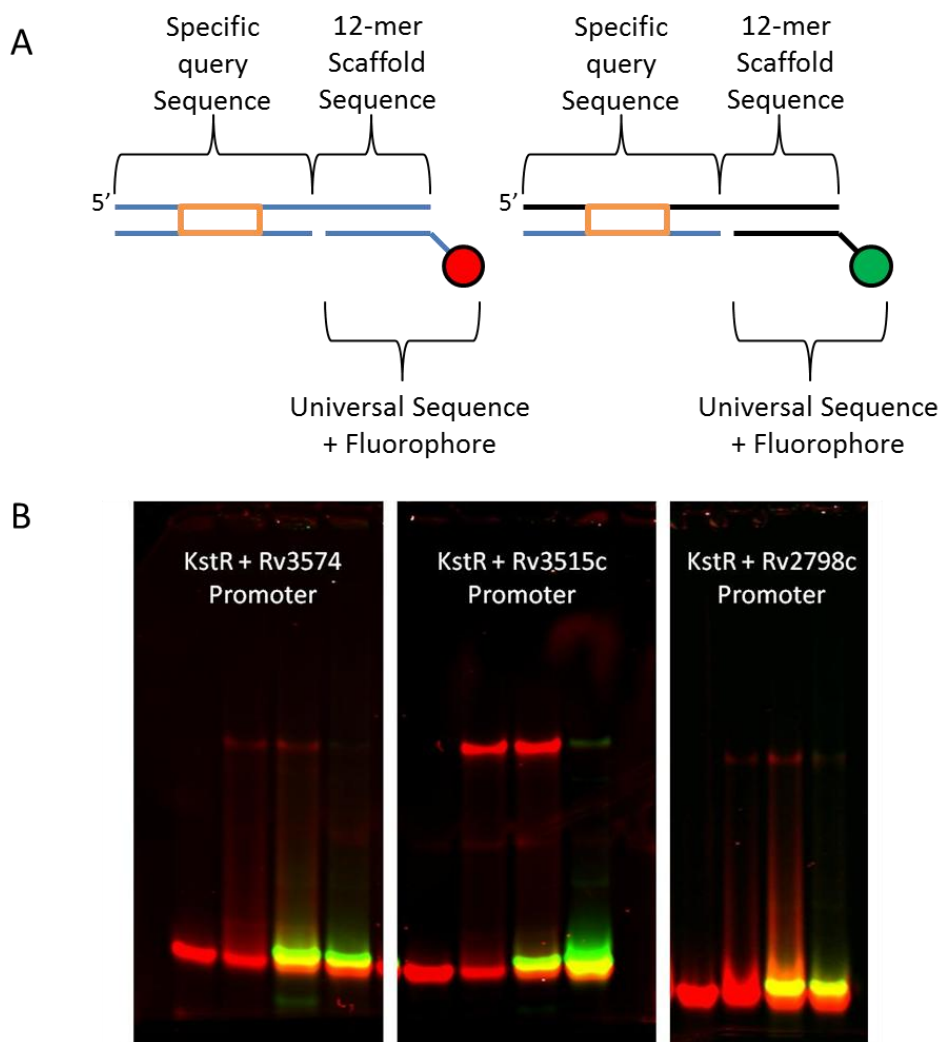 A
Specific
query
Sequence
12-mer
Scaffold
Sequence
Specific
query
Sequence
12-mer
Scaffold
Sequence
5’
5’
Universal Sequence
+ Fluorophore
Universal Sequence
+ Fluorophore
B
KstR + Rv3574
Promoter
KstR + Rv3515c
Promoter
KstR + Rv2798c
Promoter